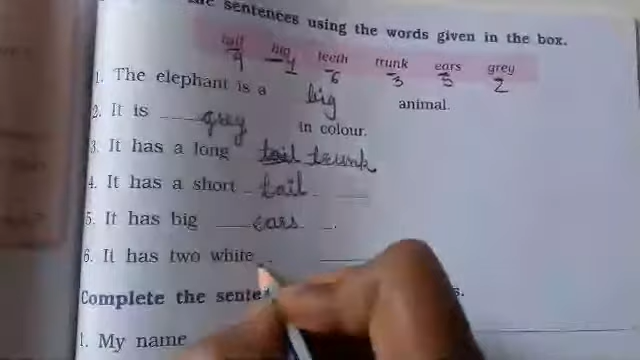 the sentences using the words given in the box.
tail big teeth trunk ears grey
4 1 6 3 5 2
1. The elephant is a big animal.
2. It is grey in colour.
3. It has a long tail trunk
4. It has a short tail
5. It has big ears.
6. It has two white
Complete the sente s.
1. My name